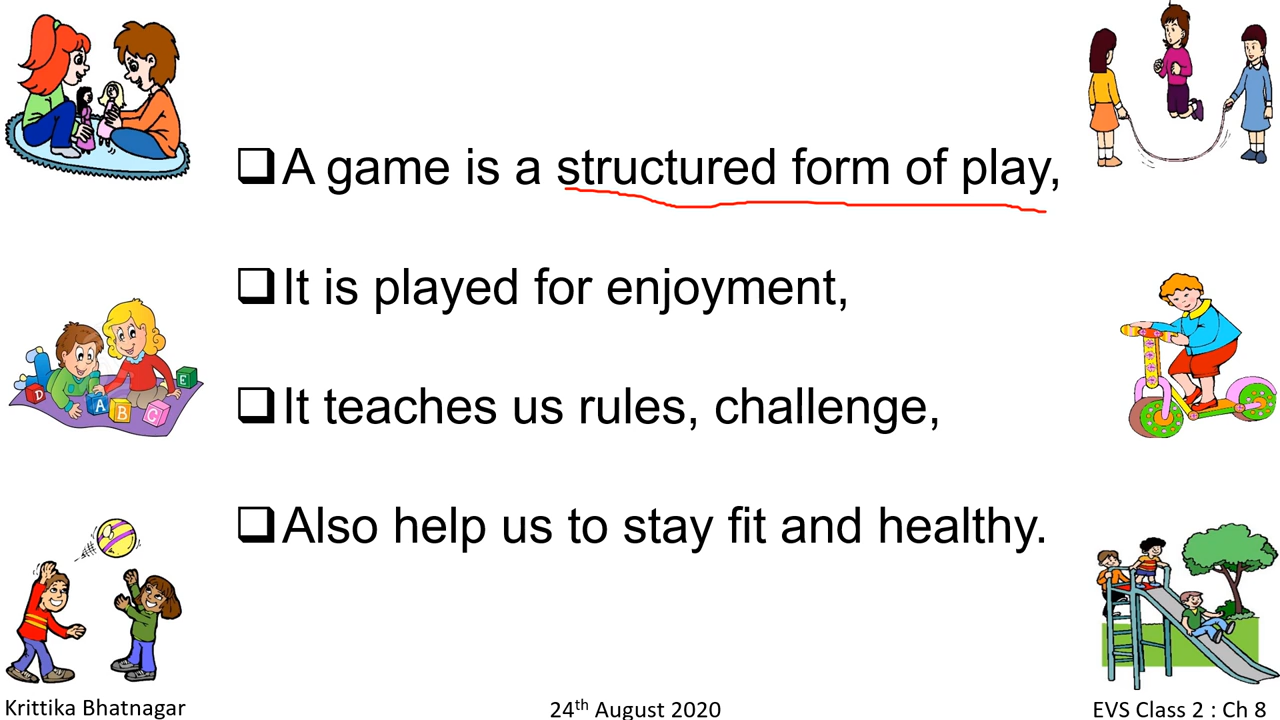 A game is a structured form of play,
It is played for enjoyment,
It teaches us rules, challenge,
Also help us to stay fit and healthy.
D
A
B
C
E
Krittika Bhatnagar
24th August 2020
EVS Class 2 : Ch 8